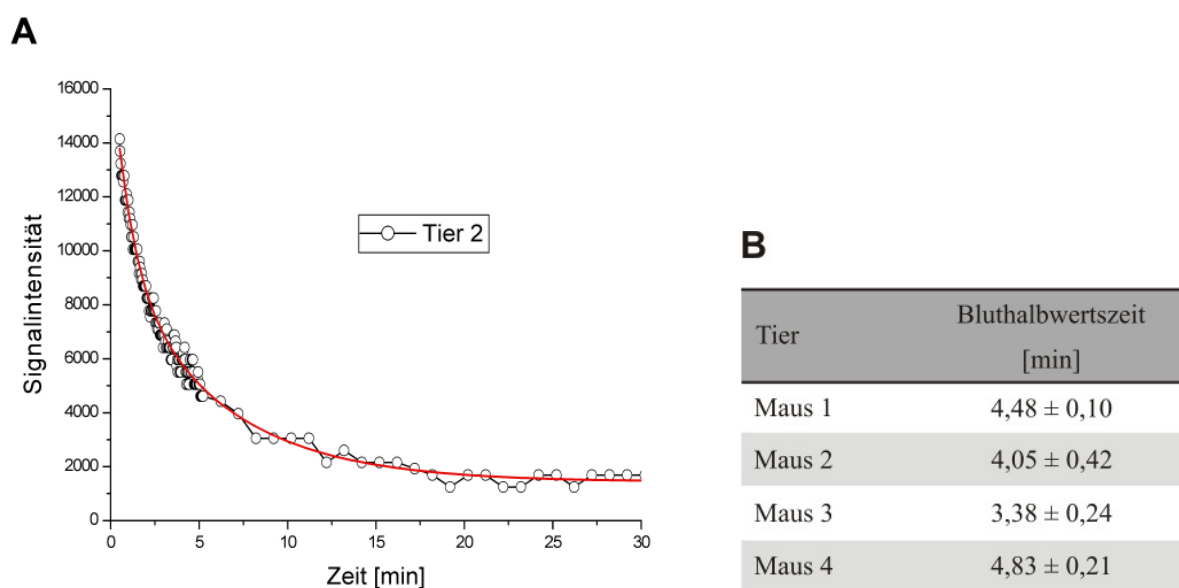 A
16000
14000
12000
10000
8000
6000
4000
2000
0
Signalintensität
Tier 2
0 5 10 15 20 25 30
Zeit [min]
B
Tier Bluthalbwertszeit
[min]
Maus 1 4,48 ± 0,10
Maus 2 4,05 ± 0,42
Maus 3 3,38 ± 0,24
Maus 4 4,83 ± 0,21